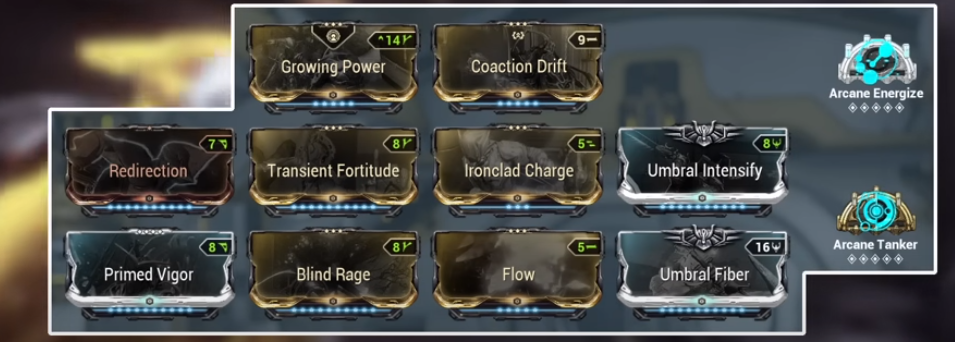 ^14
Growing Power
9
Coaction Drift
Arcane Energize
7
Redirection
8
Transient Fortitude
5
Ironclad Charge
8
Umbral Intensify
8
Primed Vigor
8
Blind Rage
5
Flow
16
Umbral Fiber
Arcane Tanker